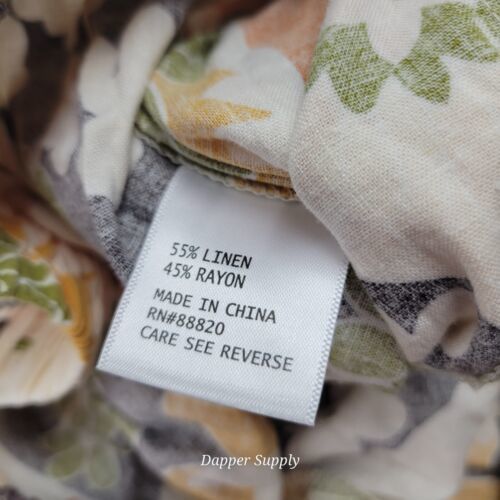 55% LINEN
45% RAYON
MADE IN CHINA
RN#88820
CARE SEE REVERSE
Dapper Supply